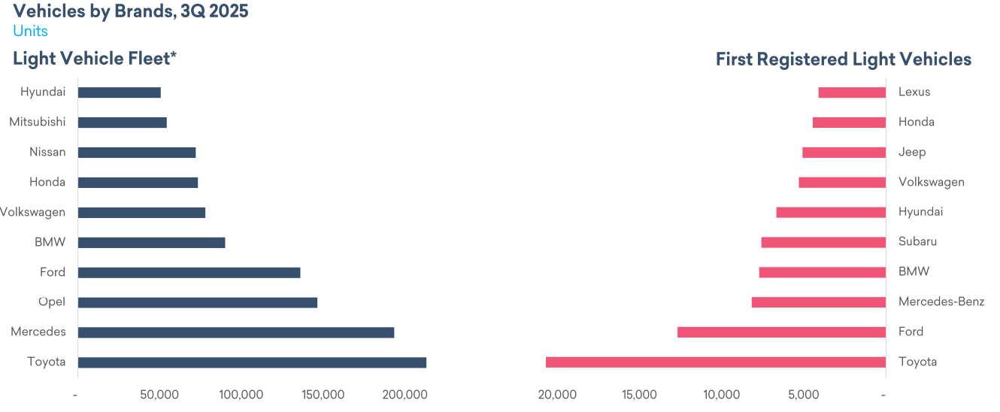 Vehicles by Brands, 3Q 2025
Units
Light Vehicle Fleet*
Hyundai
Mitsubishi
Nissan
Honda
Volkswagen
BMW
Ford
Opel
Mercedes
Toyota
- 50,000 100,000 150,000 200,000
First Registered Light Vehicles
Lexus
Honda
Jeep
Volkswagen
Hyundai
Subaru
BMW
Mercedes-Benz
Ford
Toyota
20,000 15,000 10,000 5,000 -